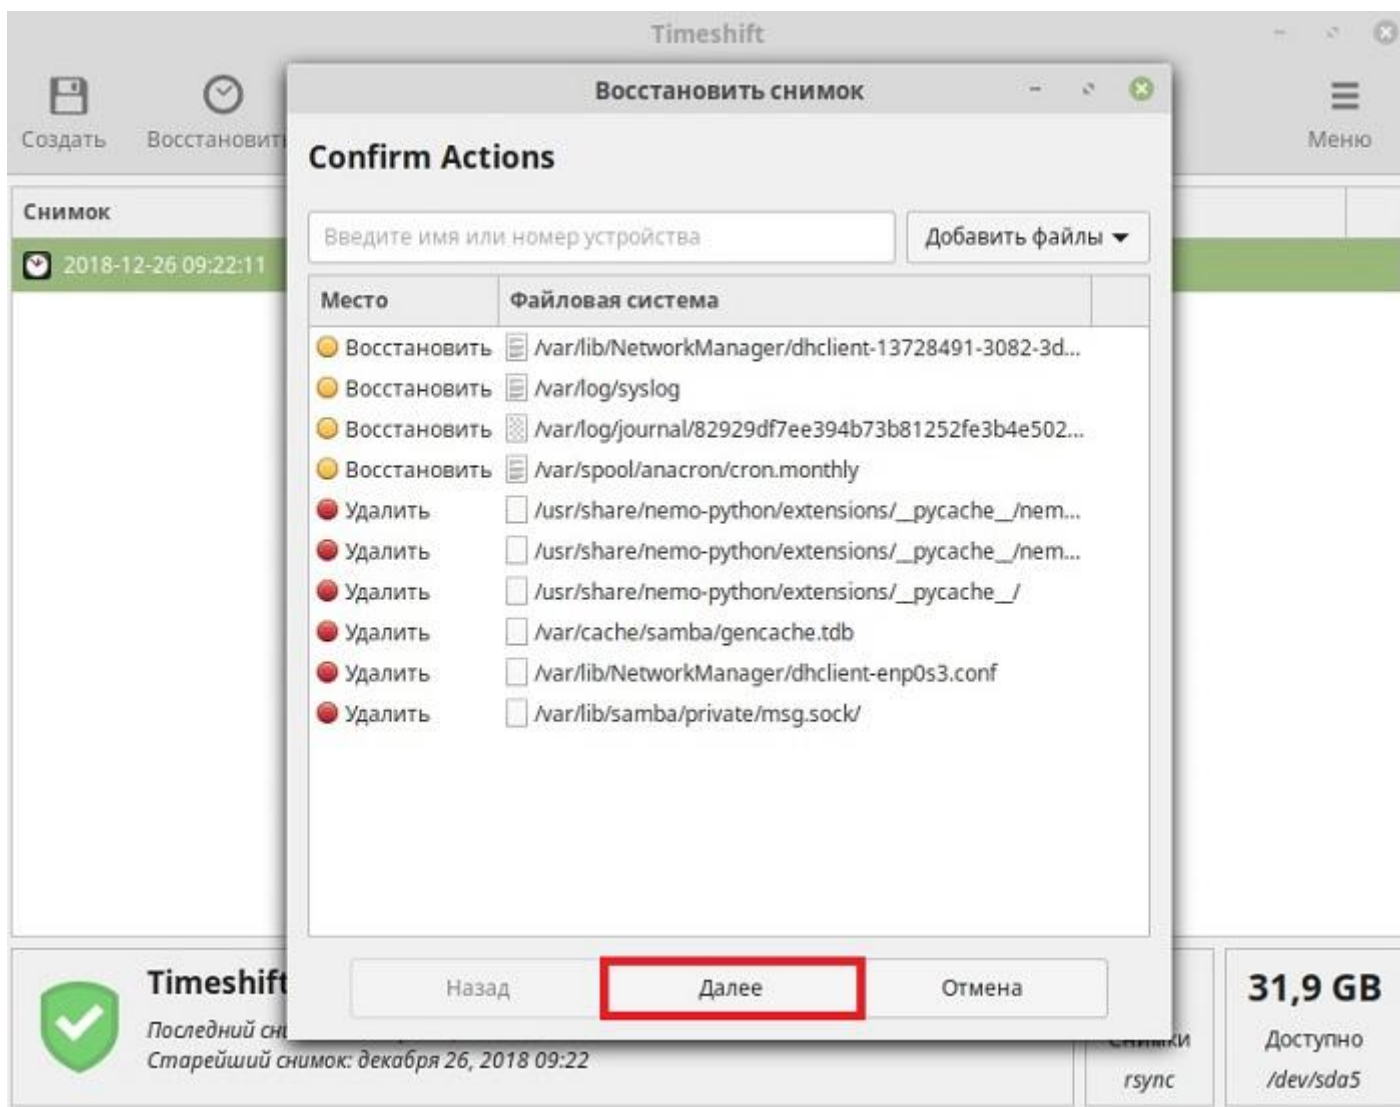 Timeshift
Создать
Восстановить
Меню
Снимок
2018-12-26 09:22:11
Восстановить снимок
Confirm Actions
Введите имя или номер устройства
Добавить файлы
Место Файловая система
Восстановить /var/lib/NetworkManager/dhclient-13728491-3082-3d...
Восстановить /var/log/syslog
Восстановить /var/log/journal/82929df7ee394b73b81252fe3b4e502...
Восстановить /var/spool/anacron/cron.monthly
Удалить /usr/share/nemo-python/extensions/__pycache__/nem...
Удалить /usr/share/nemo-python/extensions/__pycache__/nem...
Удалить /usr/share/nemo-python/extensions/__pycache__/
Удалить /var/cache/samba/gencache.tdb
Удалить /var/lib/NetworkManager/dhclient-enp0s3.conf
Удалить /var/lib/samba/private/msg.sock/
Назад Далее Отмена
Timeshift
Последний
Старейший снимок: декабря 26, 2018 09:22
Снимки
rsync
31,9 GB
Доступно
/dev/sda5